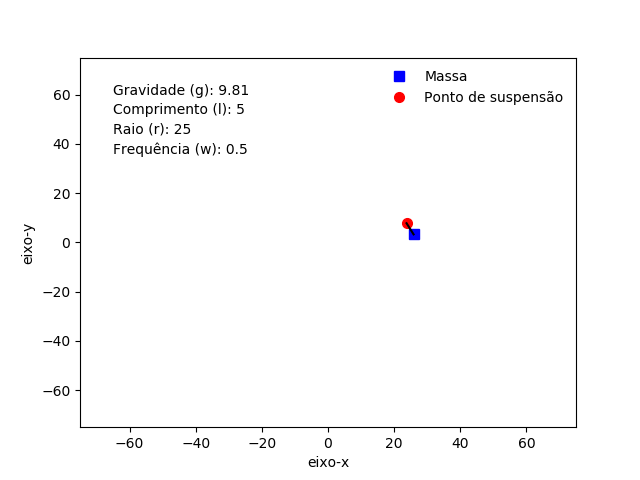 Gravidade (g): 9.81
Comprimento (l): 5
Raio (r): 25
Frequência (w): 0.5
Massa
Ponto de suspensão
60
40
20
0
−20
−40
−60
eixo-y
−60 −40 −20 0 20 40 60
eixo-x